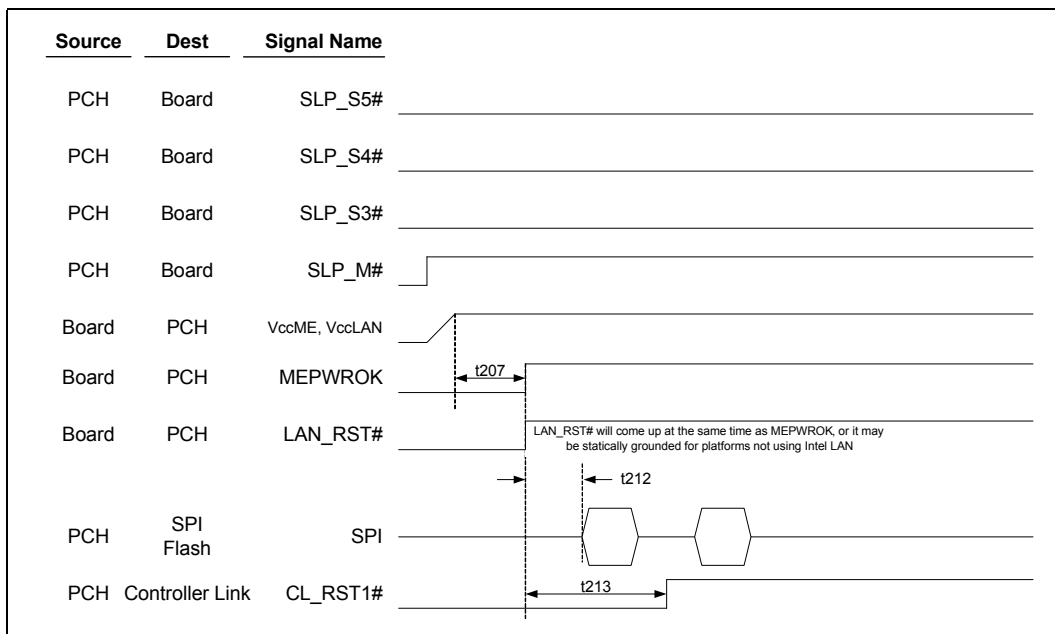 Source Dest Signal Name
PCH Board SLP_S5#
PCH Board SLP_S4#
PCH Board SLP_S3#
PCH Board SLP_M#
Board PCH VccME, VccLAN
Board PCH MEPWROK
t207
Board PCH LAN_RST#
LAN_RST# will come up at the same time as MEPWROK, or it may
be statically grounded for platforms not using Intel LAN
t212
PCH SPI
Flash SPI
PCH Controller Link CL_RST1#
t213